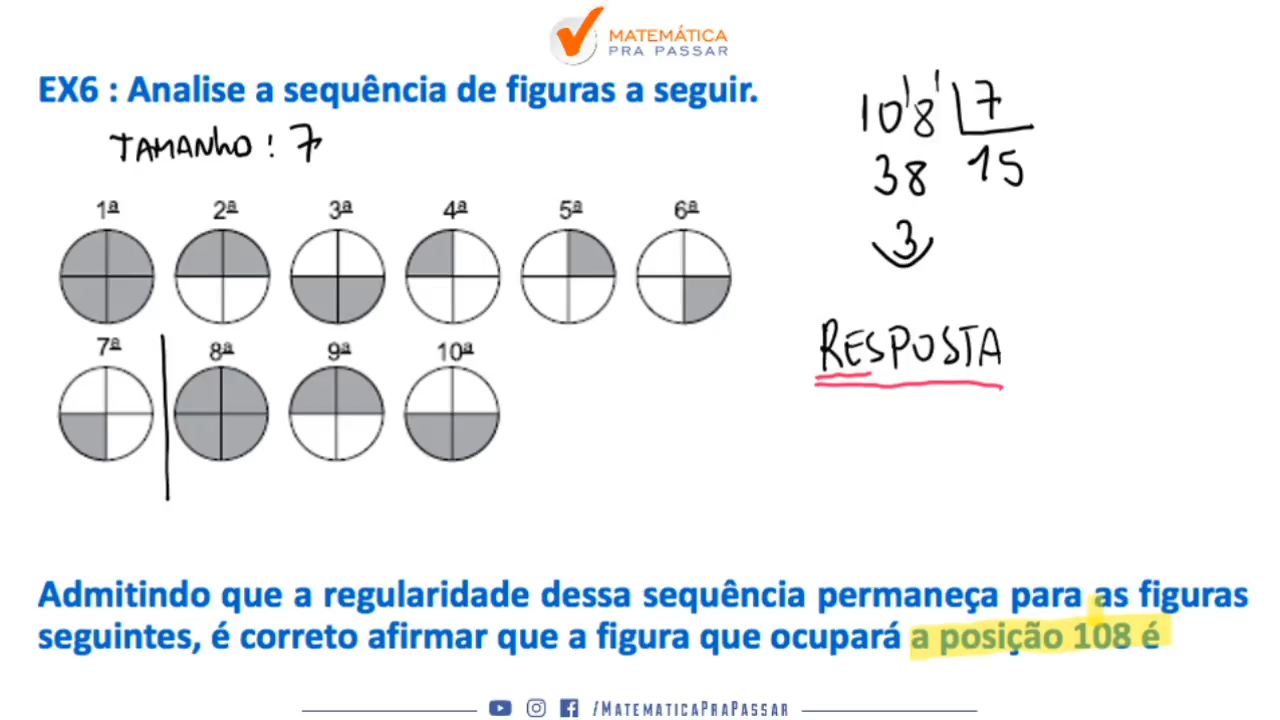 MATEMÁTICA
PRA PASSAR
EX6 : Analise a sequência de figuras a seguir.
TAMANHO : 7
108 7
38 15
3
1ª 2ª 3ª 4ª 5ª 6ª
7ª 8ª 9ª 10ª
RESPOSTA
Admitindo que a regularidade dessa sequência permaneça para as figuras
seguintes, é correto afirmar que a figura que ocupará a posição 108 é
/MATEMATICAPRAPASSAR